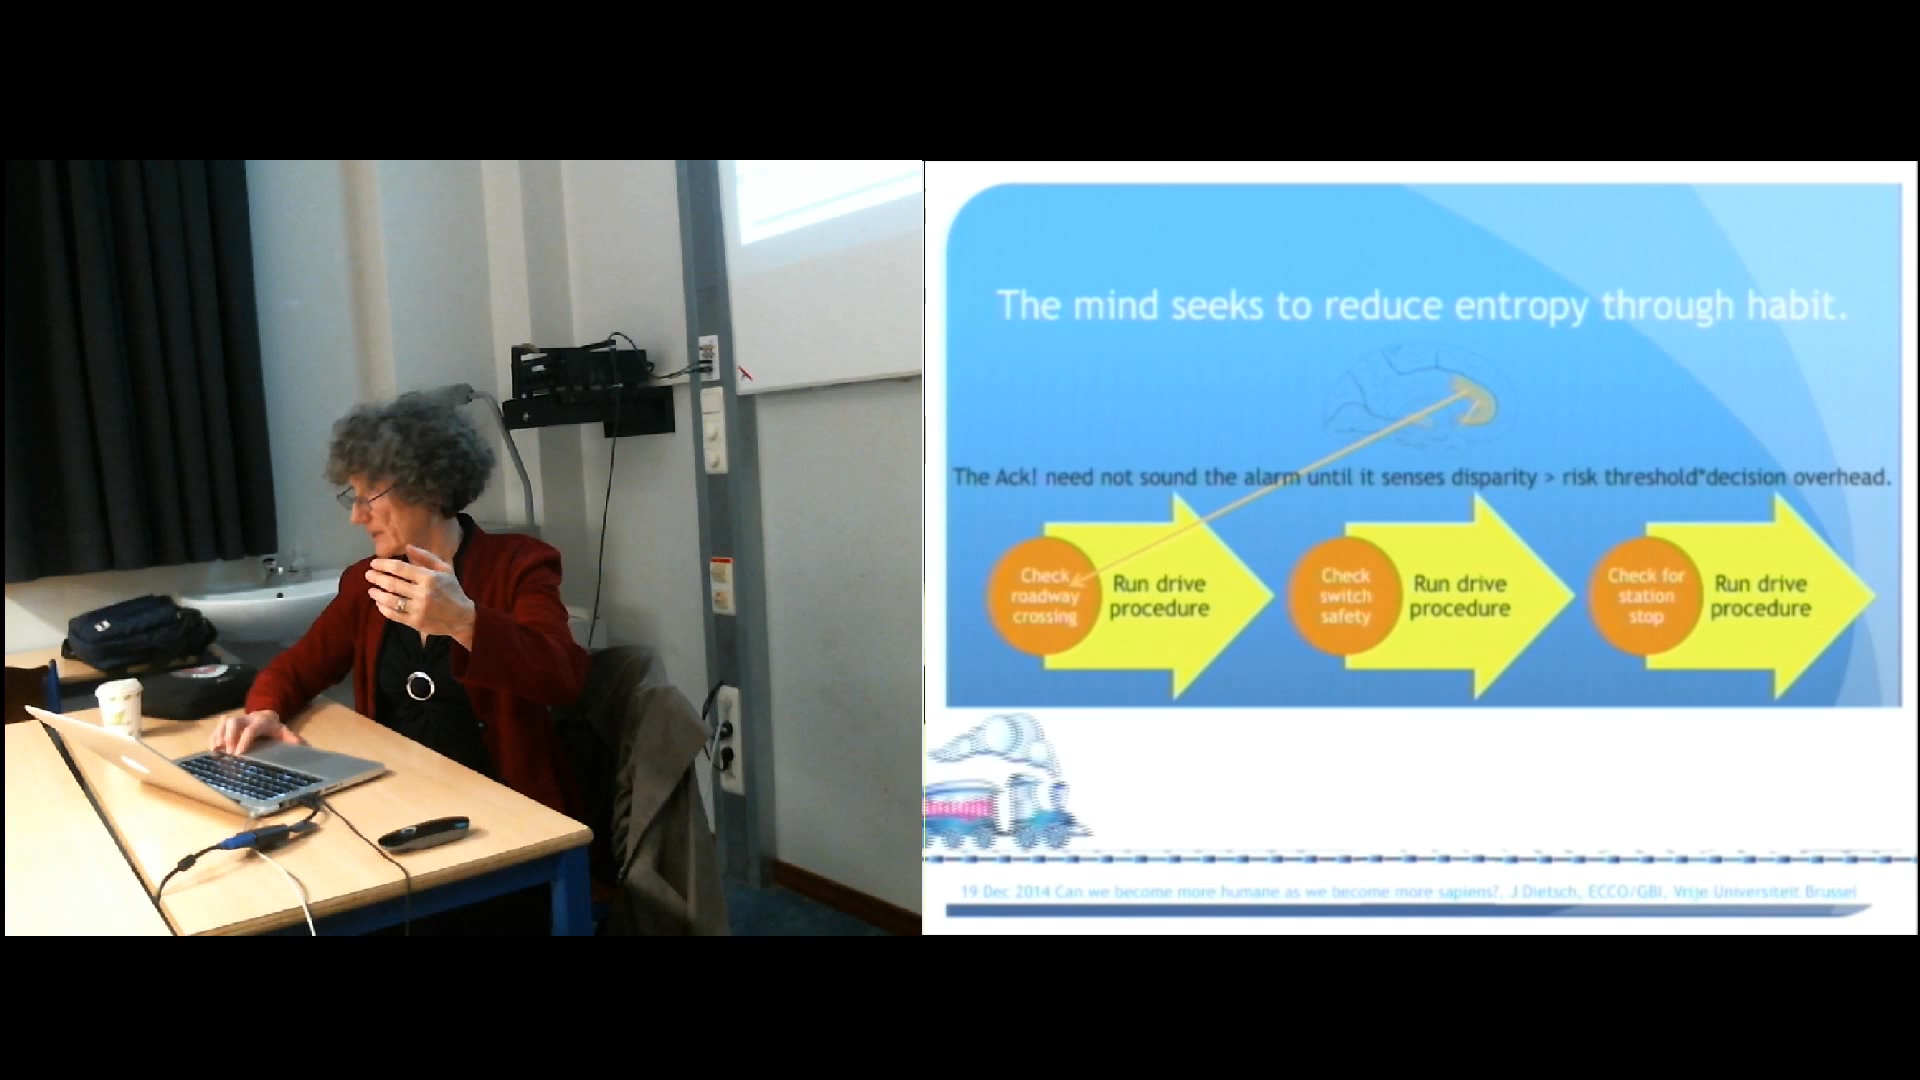 The mind seeks to reduce entropy through habit.
The Ack! need not sound the alarm until it senses disparity > risk threshold*decision overhead.
Check
roadway
crossing
Run drive
procedure
Check
switch
safety
Run drive
procedure
Check for
station
stop
Run drive
procedure
19 Dec 2014 Can we become more humane as we become more sapiens?, J Dietsch, ECCO/GBI, Vrije Universiteit Brussel